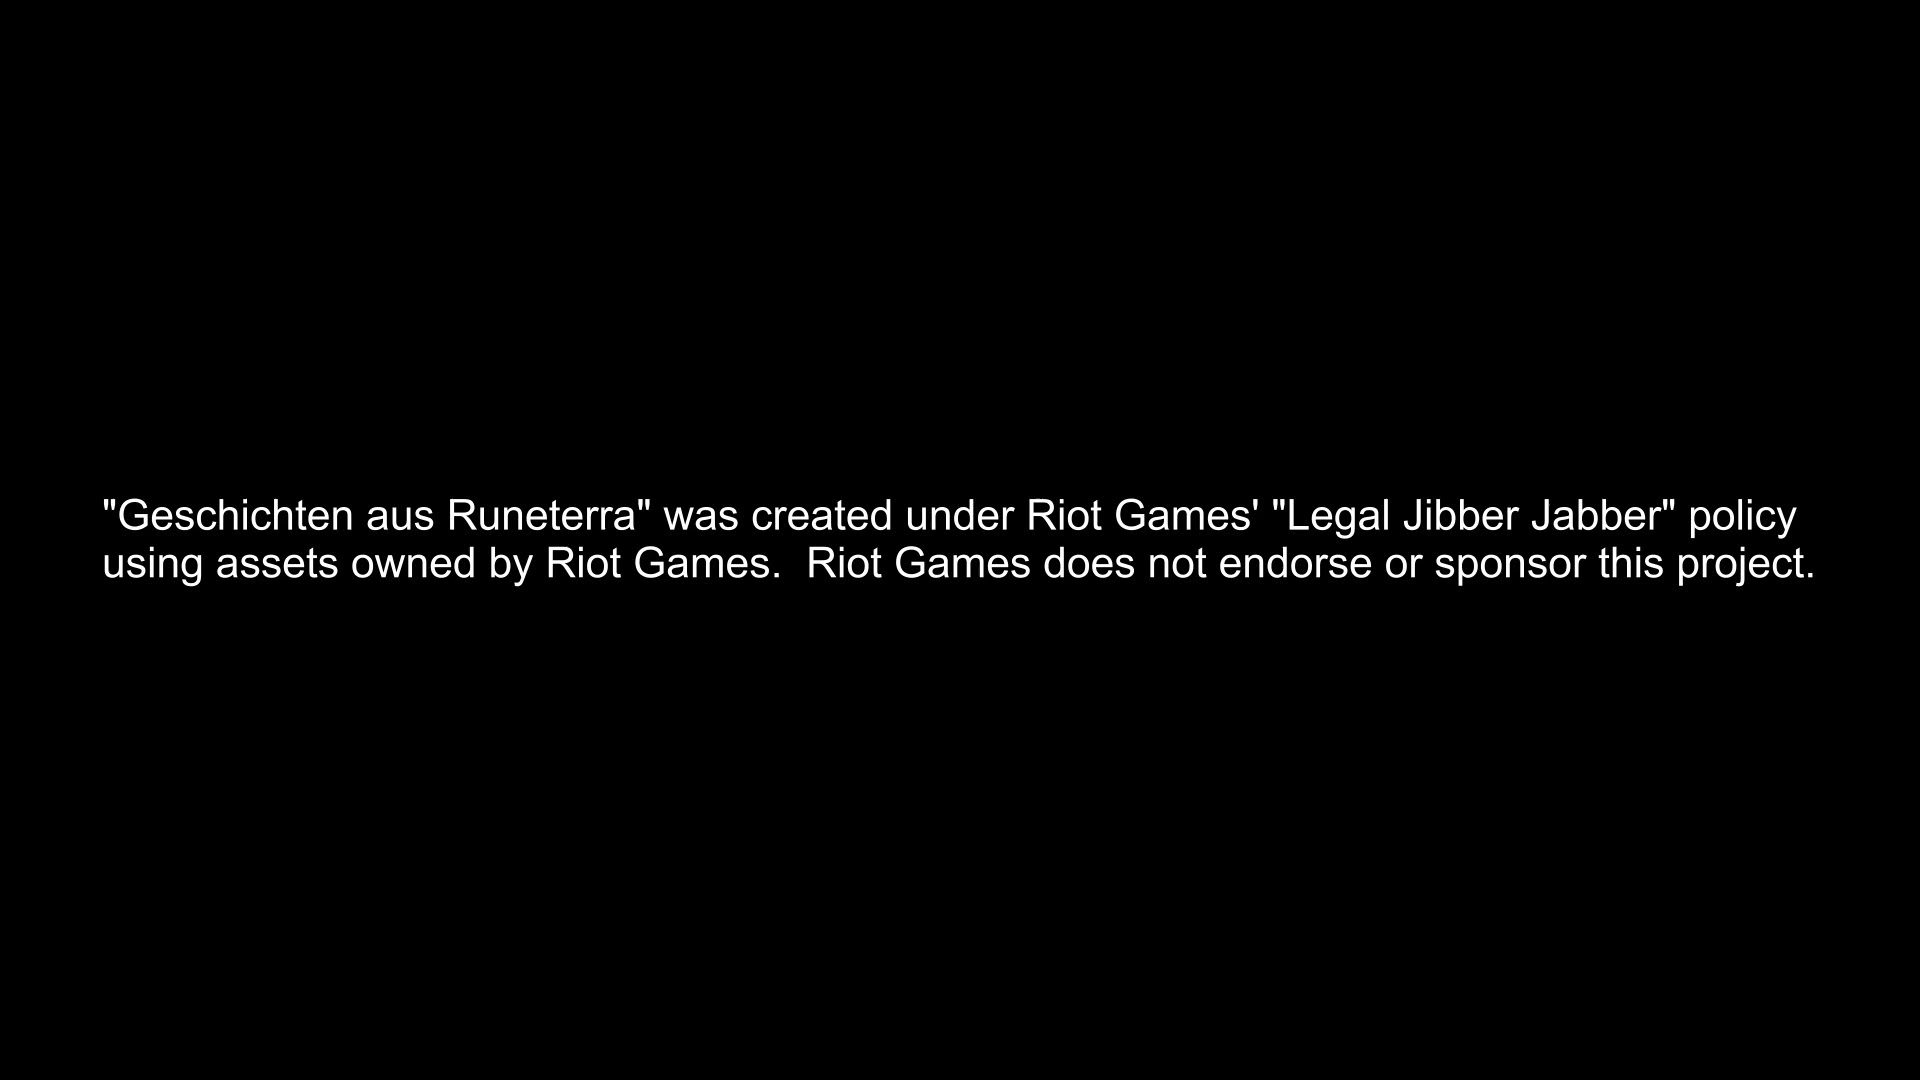 "Geschichten aus Runeterra" was created under Riot Games' "Legal Jibber Jabber" policy
using assets owned by Riot Games.  Riot Games does not endorse or sponsor this project.